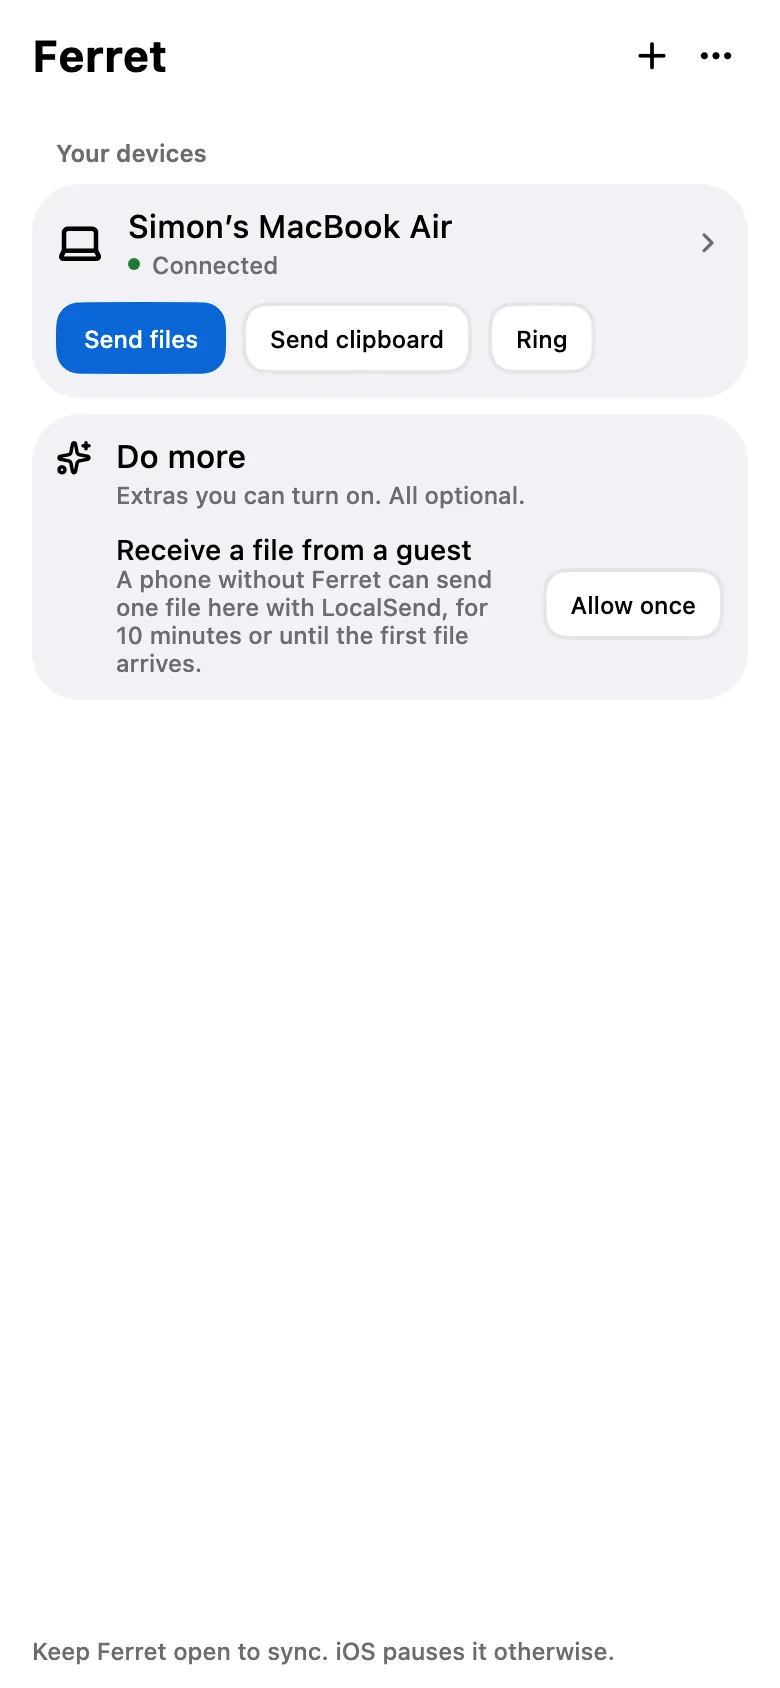 Ferret
Your devices
Simon’s MacBook Air
Connected
Send files
Send clipboard
Ring
Do more
Extras you can turn on. All optional.
Receive a file from a guest
A phone without Ferret can send
one file here with LocalSend, for
10 minutes or until the first file
arrives.
Allow once
Keep Ferret open to sync. iOS pauses it otherwise.